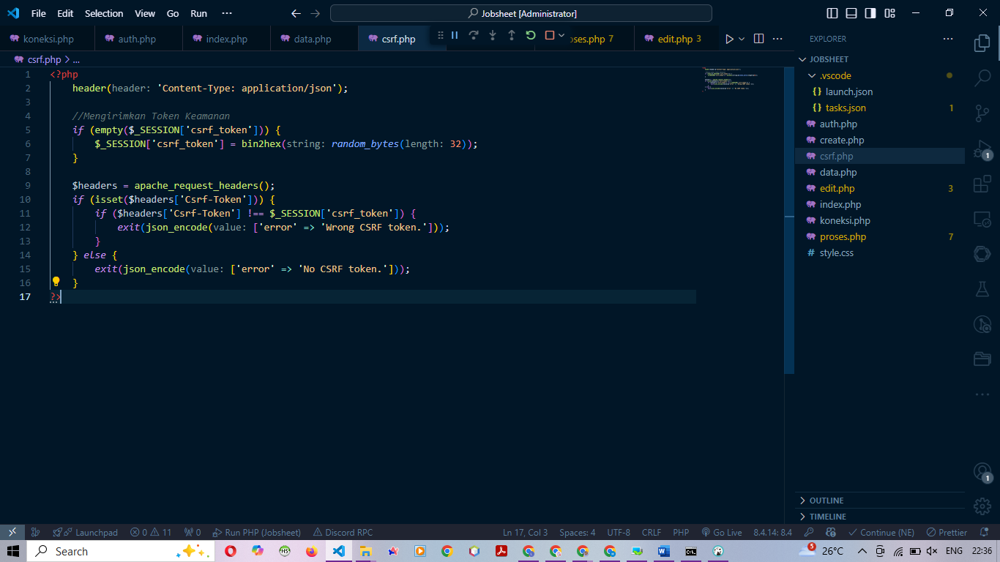 File Edit Selection View Go Run ··· Jobsheet [Administrator]
koneksi.php auth.php index.php data.php csrf.php oses.php 7 edit.php 3
csrf.php > ...
1 <?php
2 header(header: 'Content-Type: application/json');
3
4 //Mengirimkan Token Keamanan
5 if (empty($_SESSION['csrf_token'])) {
6 $_SESSION['csrf_token'] = bin2hex(string: random_bytes(length: 32));
7 }
8
9 $headers = apache_request_headers();
10 if (isset($headers['Csrf-Token'])) {
11 if ($headers['Csrf-Token'] !== $_SESSION['csrf_token']) {
12 exit(json_encode(value: ['error' => 'Wrong CSRF token.']));
13 }
14 } else {
15 exit(json_encode(value: ['error' => 'No CSRF token.']));
16 }
17 ?>
EXPLORER
JOBSHEET
.vscode
{} launch.json
{} tasks.json 1
auth.php
create.php
csrf.php
data.php
edit.php 3
index.php
koneksi.php
proses.php 7
# style.css
OUTLINE
TIMELINE
1
1
Launchpad 0 11 0 Run PHP (Jobsheet) Discord RPC Ln 17, Col 3 Spaces: 4 UTF-8 CRLF PHP Go Live 8.4.14: 8.4 Continue (NE) Prettier
Search 5 26°C ENG 22:36